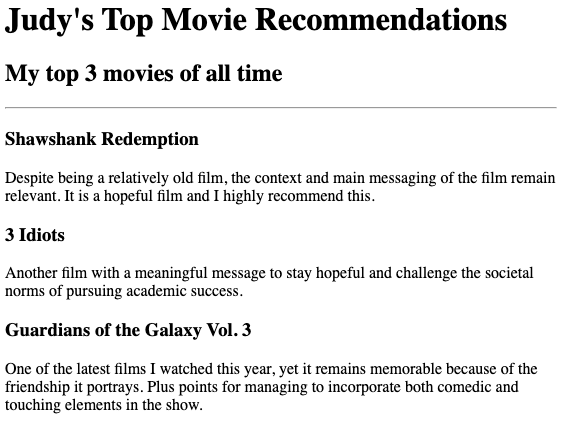 Judy's Top Movie Recommendations
My top 3 movies of all time
Shawshank Redemption
Despite being a relatively old film, the context and main messaging of the film remain
relevant. It is a hopeful film and I highly recommend this.
3 Idiots
Another film with a meaningful message to stay hopeful and challenge the societal
norms of pursuing academic success.
Guardians of the Galaxy Vol. 3
One of the latest films I watched this year, yet it remains memorable because of the
friendship it portrays. Plus points for managing to incorporate both comedic and
touching elements in the show.